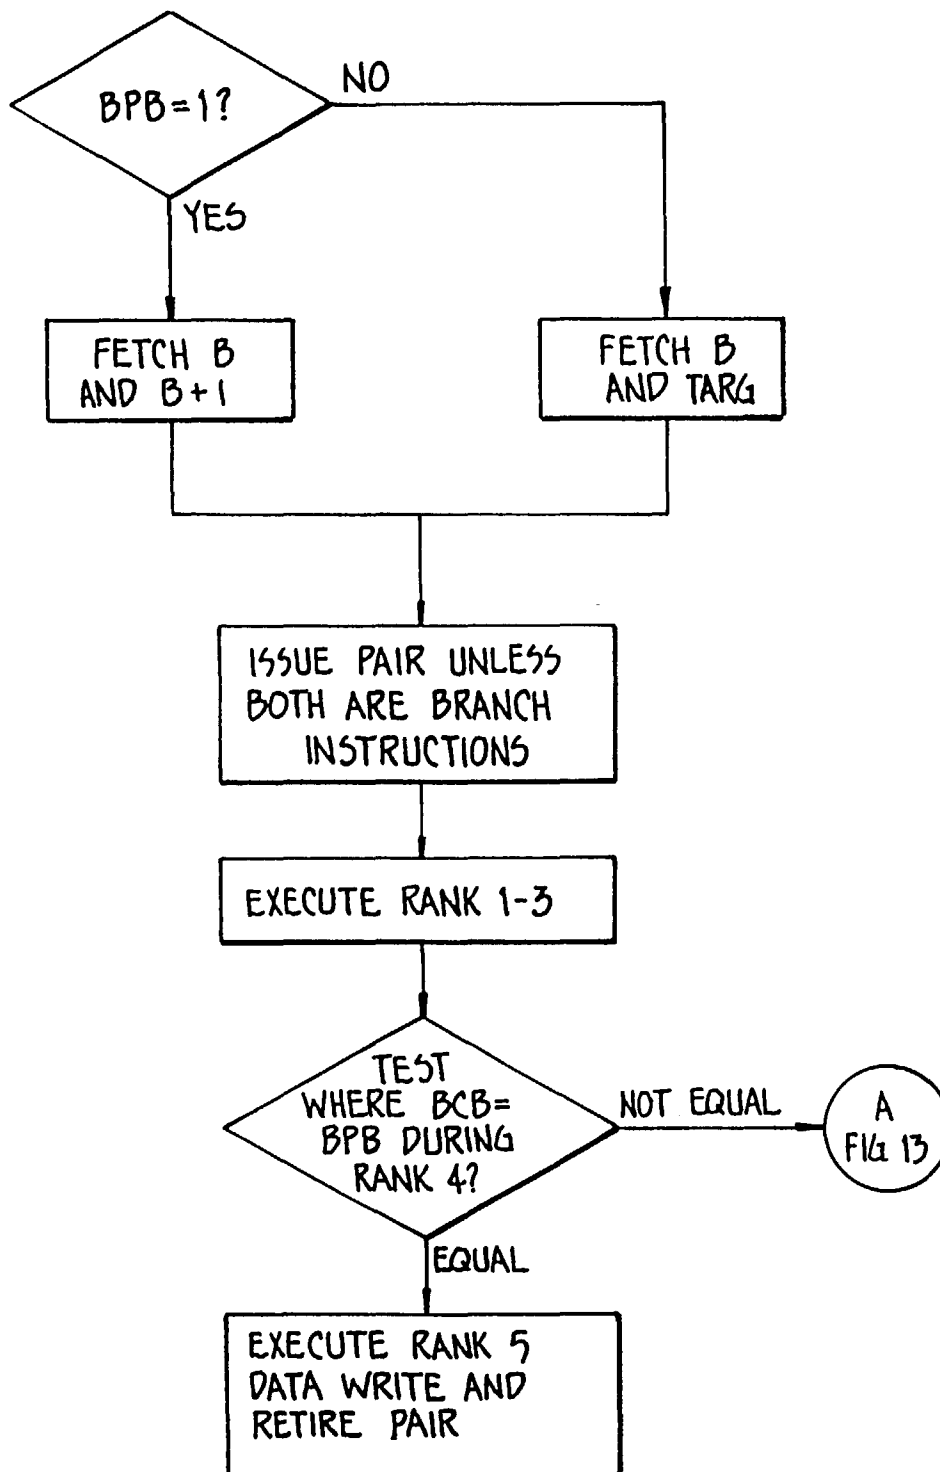 BPB=1?
NO
YES
FETCH B
AND B+1
FETCH B
AND TARG
ISSUE PAIR UNLESS
BOTH ARE BRANCH
INSTRUCTIONS
EXECUTE RANK 1-3
TEST
WHERE BCB=
BPB DURING
RANK 4?
NOT EQUAL
A
FIG 13
EQUAL
EXECUTE RANK 5
DATA WRITE AND
RETIRE PAIR